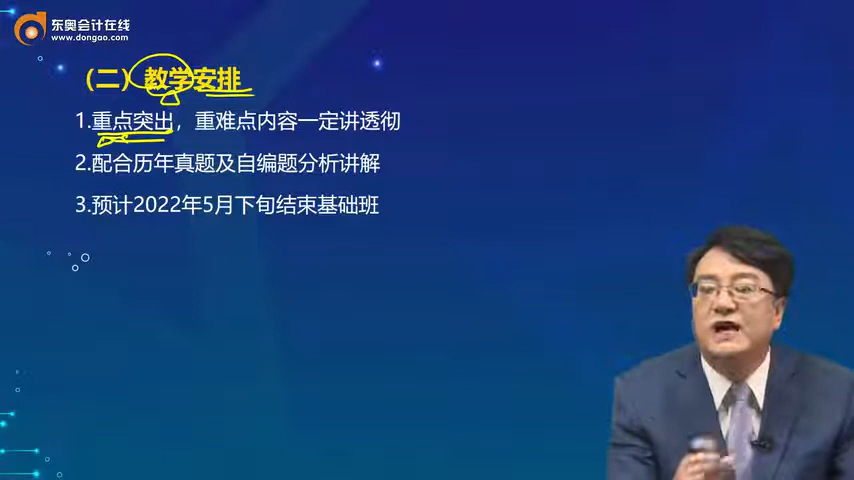 东奥会计在线
www.dongao.com
（二）教学安排
1.重点突出，重难点内容一定讲透彻
2.配合历年真题及自编题分析讲解
3.预计2022年5月下旬结束基础班